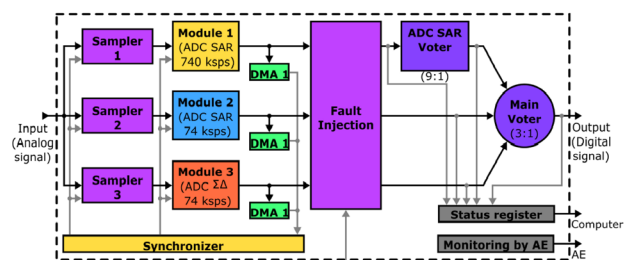 Input
(Analog
signal)
Sampler
1
Sampler
2
Sampler
3
Module 1
(ADC SAR
740 ksps)
Module 2
(ADC SAR
74 ksps)
Module 3
(ADC ΣΔ
74 ksps)
DMA 1
DMA 1
DMA 1
Synchronizer
Fault
Injection
ADC SAR
Voter
(9:1)
Main
Voter
(3:1)
Output
(Digital
signal)
Status register
Computer
Monitoring by AE
AE